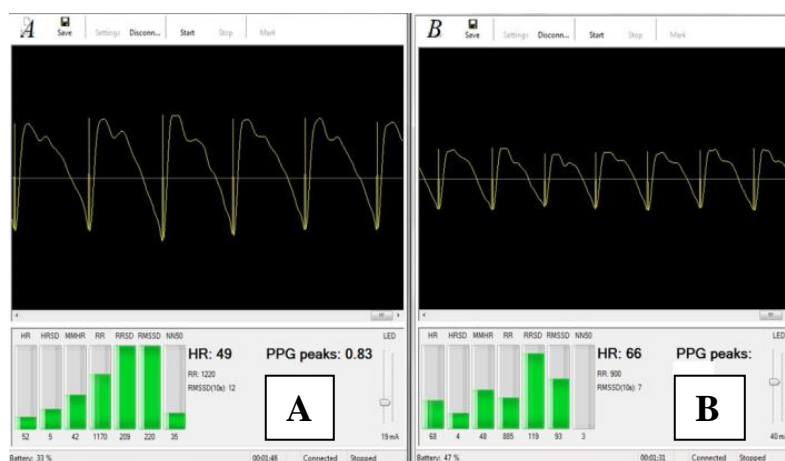 A Save Settings Disconn... Start Stop Mark
HR HRSD MMHR RR RRSD RMSSD NN50
HR: 49
PPG peaks: 0.83
LED
RR: 1220
RMSSD(10s): 12
A
52 5 42 1170 209 220 35
19 mA
Battery: 33 % 00:01:48 Connected Stopped
B Save Settings Disconn... Start Stop Mark
HR HRSD MMHR RR RRSD RMSSD NN50
HR: 66
PPG peaks:
LED
RR: 900
RMSSD(10s): 7
B
68 4 48 885 119 93 3
40 mA
Battery: 47 % 00:01:31 Connected Stopped